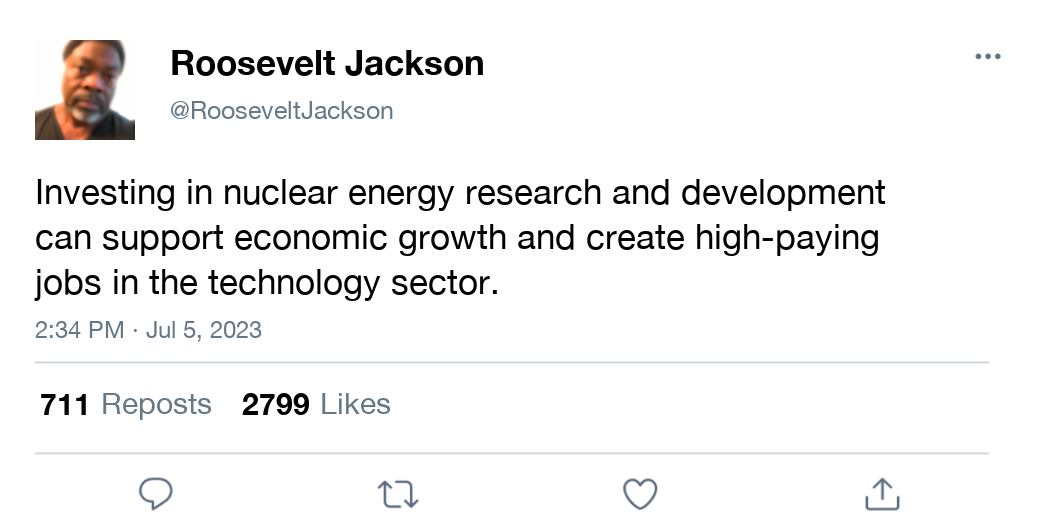 Roosevelt Jackson
@RooseveltJackson
Investing in nuclear energy research and development
can support economic growth and create high-paying
jobs in the technology sector.
2:34 PM · Jul 5, 2023
711 Reposts 2799 Likes